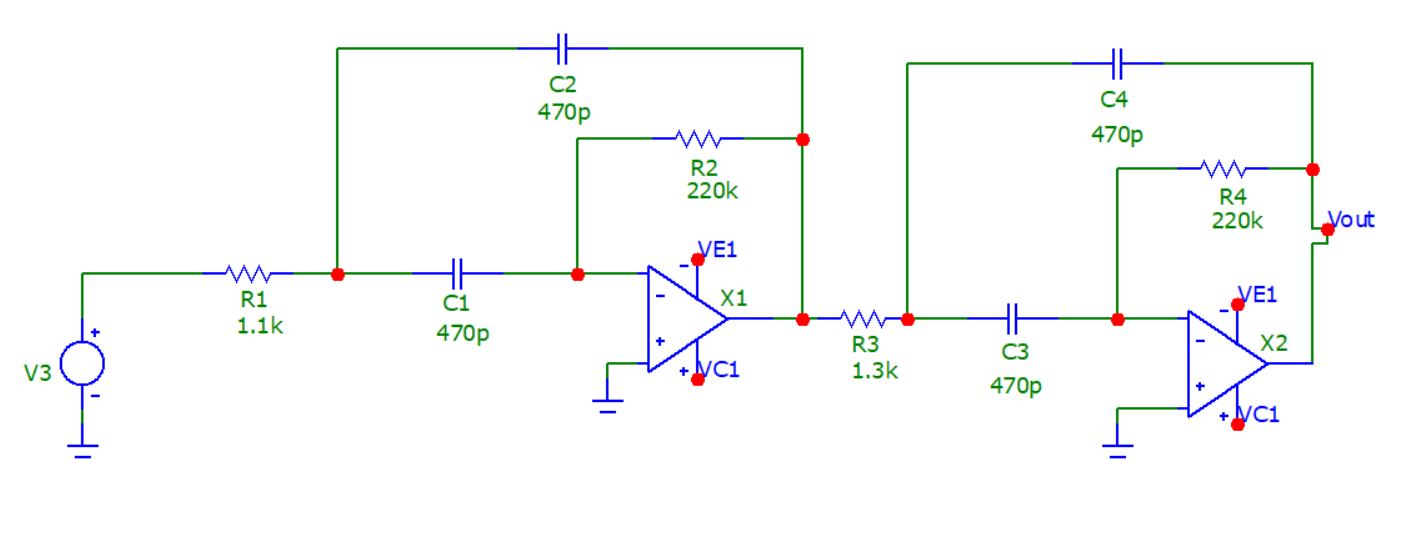 C2
470p
C4
470p
R2
220k
R4
220k
Vout
VE1
R1
1.1k
C1
470p
X1
VE1
R3
1.3k
C3
470p
X2
V3
VC1
VC1